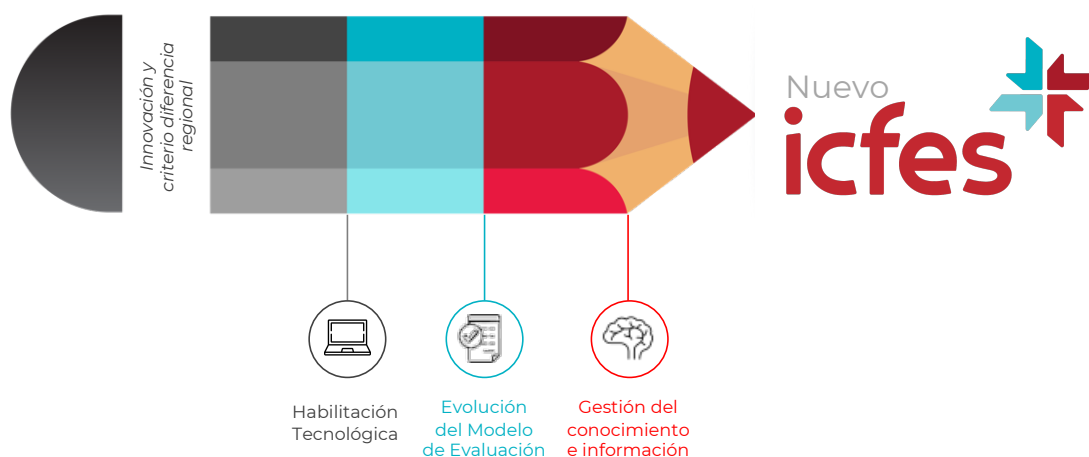 Innovación y
criterio diferencia
regional
Nuevo
icfes
Habilitación
Tecnológica
Evolución
del Modelo
de Evaluación
Gestión del
conocimiento
e información